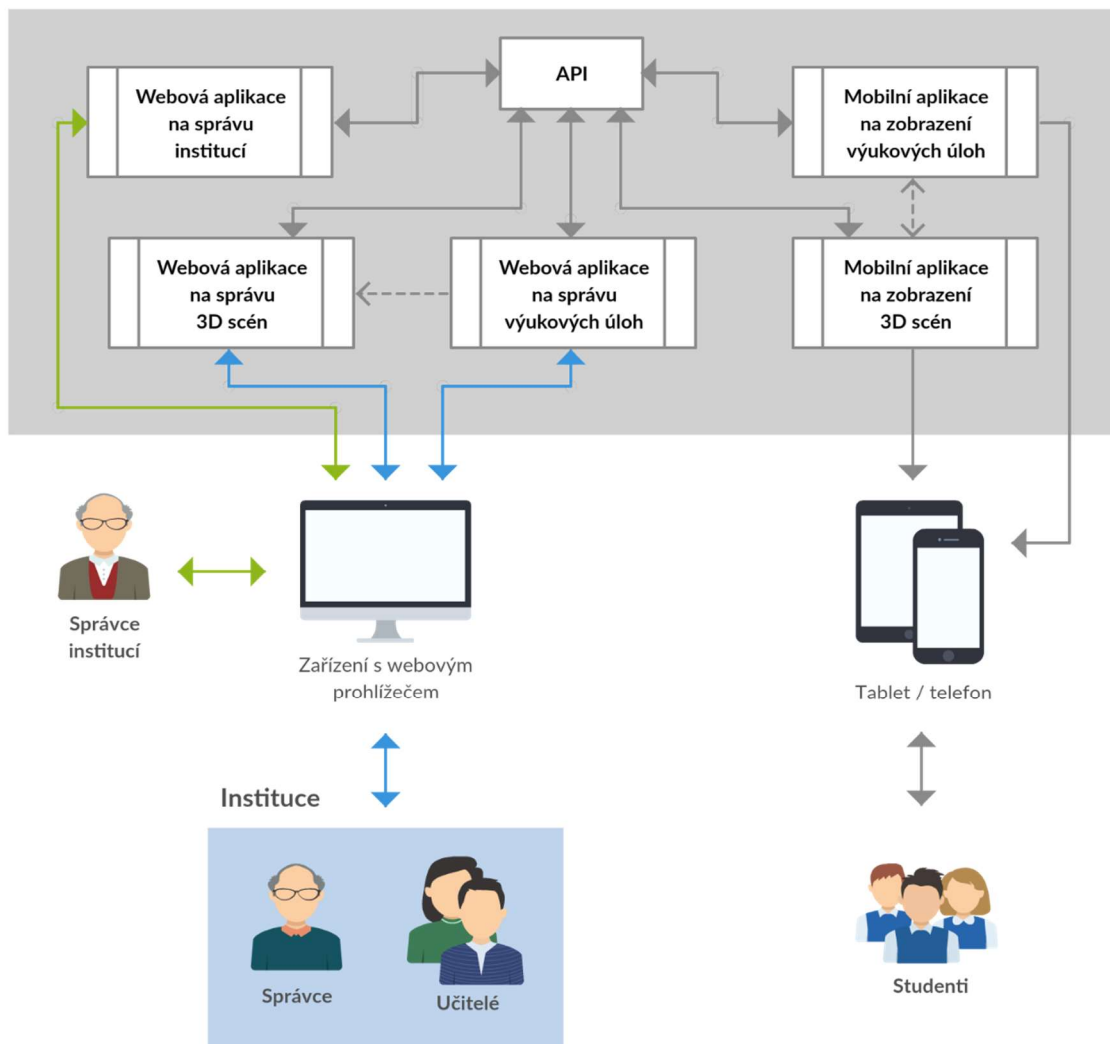 API
Webová aplikace
na správu
institucí
Mobilní aplikace
na zobrazení
výukových úloh
Webová aplikace
na správu
3D scén
Webová aplikace
na správu
výukových úloh
Mobilní aplikace
na zobrazení
3D scén
Správce
institucí
Zařízení s webovým
prohlížečem
Tablet / telefon
Instituce
Správce
Učitelé
Studenti